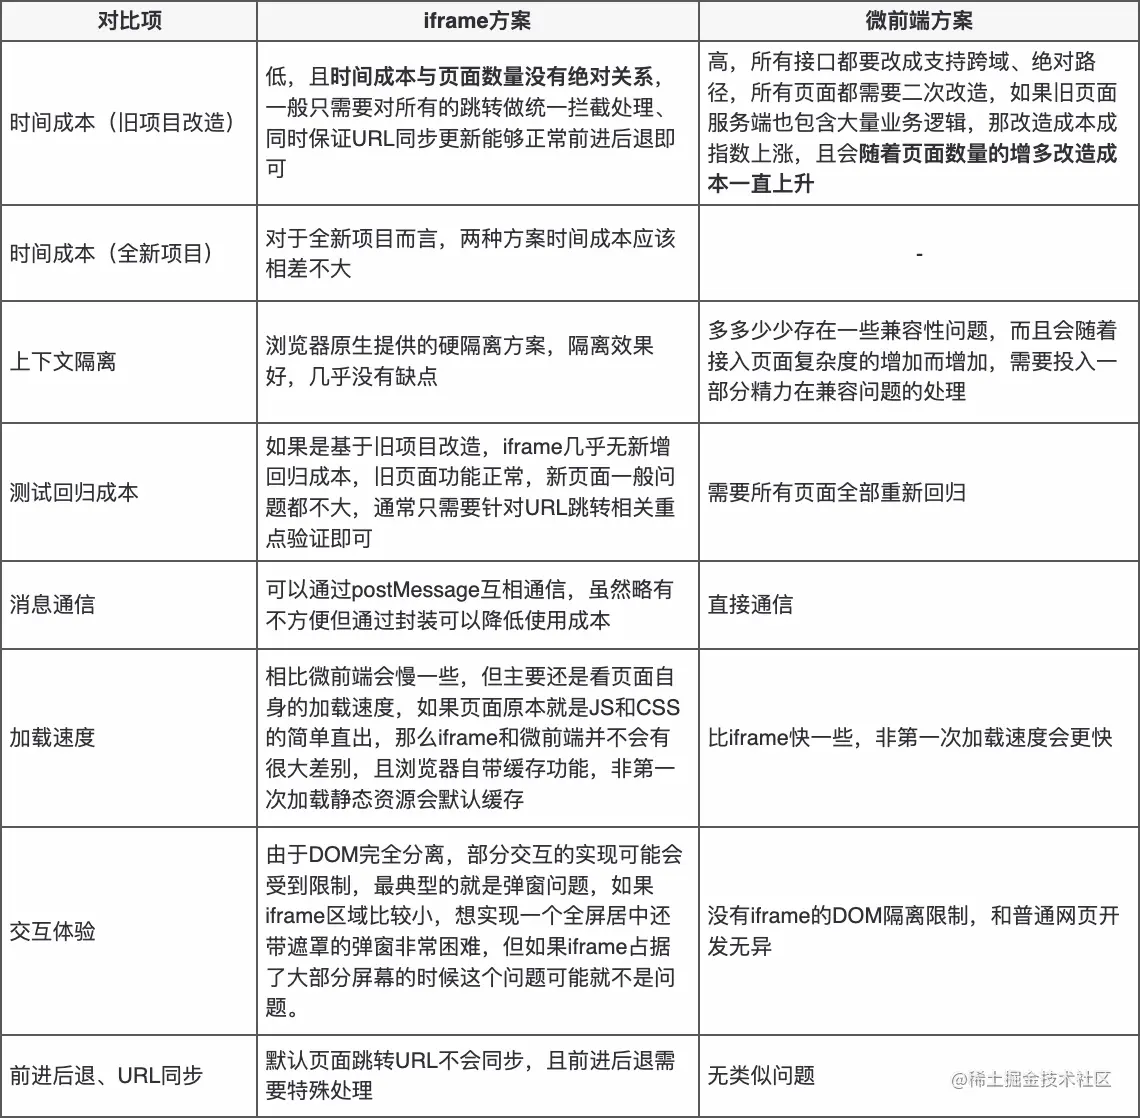 对比项
iframe方案
微前端方案
时间成本（旧项目改造）
低，且时间成本与页面数量没有绝对关系，
一般只需要对所有的跳转做统一拦截处理、
同时保证URL同步更新能够正常前进后退即
可
高，所有接口都要改成支持跨域、绝对路
径，所有页面都需要二次改造，如果旧页面
服务端也包含大量业务逻辑，那改造成本成
指数上涨，且会随着页面数量的增多改造成
本一直上升
时间成本（全新项目）
对于全新项目而言，两种方案时间成本应该
相差不大
-
上下文隔离
浏览器原生提供的硬隔离方案，隔离效果
好，几乎没有缺点
多多少少存在一些兼容性问题，而且会随着
接入页面复杂度的增加而增加，需要投入一
部分精力在兼容问题的处理
测试回归成本
如果是基于旧项目改造，iframe几乎无新增
回归成本，旧页面功能正常，新页面一般问
题都不大，通常只需要针对URL跳转相关重
点验证即可
需要所有页面全部重新回归
消息通信
可以通过postMessage互相通信，虽然略有
不方便但通过封装可以降低使用成本
直接通信
加载速度
相比微前端会慢一些，但主要还是看页面自
身的加载速度，如果页面原本就是JS和CSS
的简单直出，那么iframe和微前端并不会有
很大差别，且浏览器自带缓存功能，非第一
次加载静态资源会默认缓存
比iframe快一些，非第一次加载速度会更快
交互体验
由于DOM完全分离，部分交互的实现可能会
受到限制，最典型的就是弹窗问题，如果
iframe区域比较小，想实现一个全屏居中还
带遮罩的弹窗非常困难，但如果iframe占据
了大部分屏幕的时候这个问题可能就不是问
题。
没有iframe的DOM隔离限制，和普通网页开
发无异
前进后退、URL同步
默认页面跳转URL不会同步，且前进后退需
要特殊处理
无类似问题
@稀土掘金技术社区